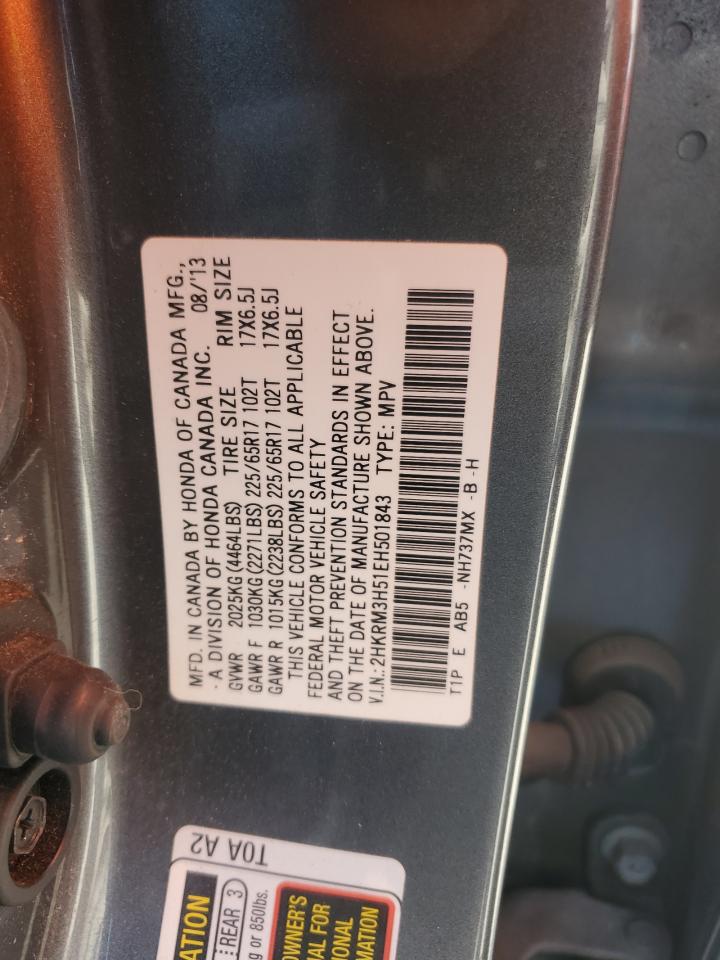 MFD. IN CANADA BY HONDA OF CANADA MFG.,
· A DIVISION OF HONDA CANADA INC. 08/'13
GVWR 2025KG(4464LBS) TIRE SIZE RIM SIZE
GAWR F 1030KG(2271LBS) 225/65R17 102T 17X6.5J
GAWR R 1015KG(2238LBS) 225/65R17 102T 17X6.5J
THIS VEHICLE CONFORMS TO ALL APPLICABLE
FEDERAL MOTOR VEHICLE SAFETY
AND THEFT PREVENTION STANDARDS IN EFFECT
ON THE DATE OF MANUFACTURE SHOWN ABOVE.
V.I.N.: 2HKRM3H51EH501843 TYPE: MPV
T1P E AB5 -NH737MX -B -H
T0A A2
REAR 3
or 850lbs.
OWNER'S
FOR